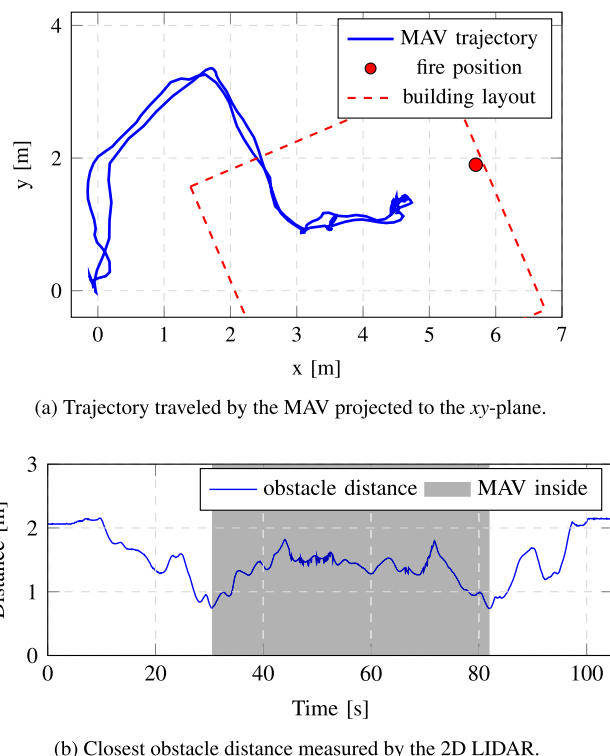 4
2
0
y [m]
MAV trajectory
fire position
building layout
0 1 2 3 4 5 6 7
x [m]
(a) Trajectory traveled by the MAV projected to the xy-plane.
3
2
1
0
Distance [m]
obstacle distance MAV inside
0 20 40 60 80 100
Time [s]
(b) Closest obstacle distance measured by the 2D LIDAR.